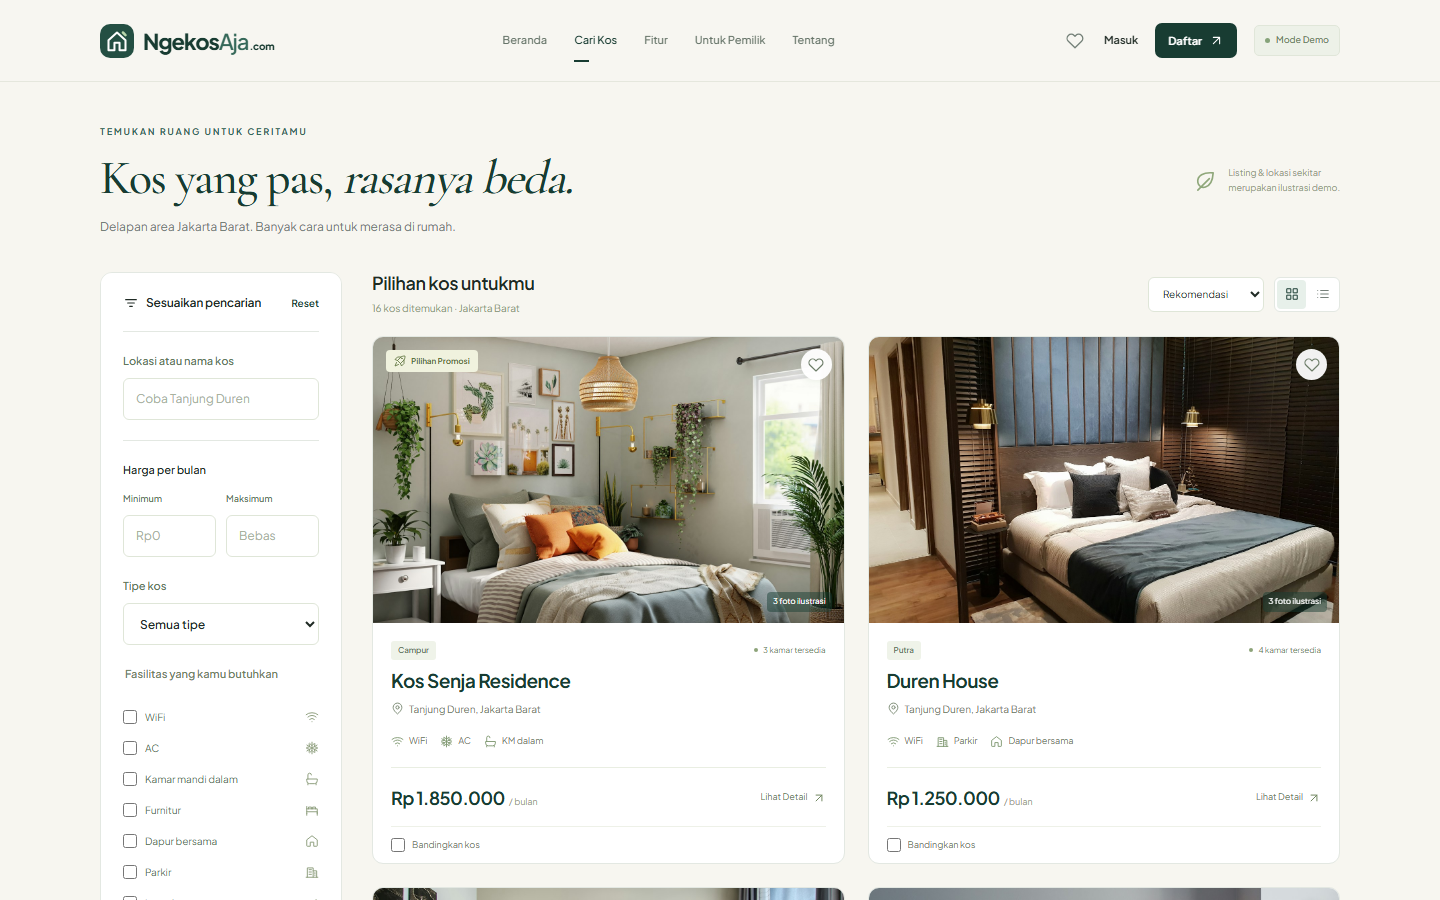 NgekosAja.com
Beranda
Cari Kos
Fitur
Untuk Pemilik
Tentang
Masuk
Daftar
Mode Demo
TEMUKAN RUANG UNTUK CERITAMU
Kos yang pas, rasanya beda.
Delapan area Jakarta Barat. Banyak cara untuk merasa di rumah.
Listing & lokasi sekitar
merupakan ilustrasi demo.
Sesuaikan pencarian
Reset
Lokasi atau nama kos
Coba Tanjung Duren
Harga per bulan
Minimum
Maksimum
Rp0
Bebas
Tipe kos
Semua tipe
Fasilitas yang kamu butuhkan
WiFi
AC
Kamar mandi dalam
Furnitur
Dapur bersama
Parkir
Pilihan kos untukmu
16 kos ditemukan · Jakarta Barat
Rekomendasi
Pilihan Promosi
3 foto ilustrasi
Campur
3 kamar tersedia
Kos Senja Residence
Tanjung Duren, Jakarta Barat
WiFi
AC
KM dalam
Rp 1.850.000 / bulan
Lihat Detail
Bandingkan kos
3 foto ilustrasi
Putra
4 kamar tersedia
Duren House
Tanjung Duren, Jakarta Barat
WiFi
Parkir
Dapur bersama
Rp 1.250.000 / bulan
Lihat Detail
Bandingkan kos